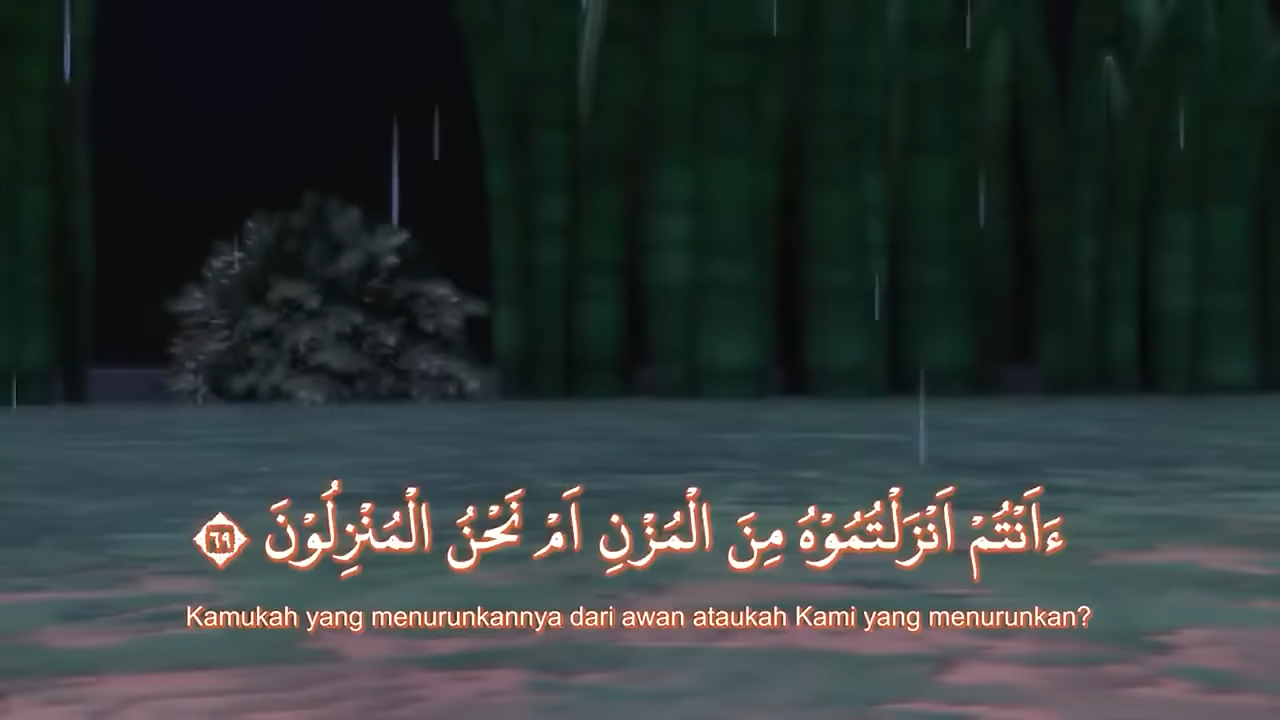 ءَاَنْتُمْ اَنْزَلْتُمُوْهُ مِنَ الْمُزْنِ اَمْ نَحْنُ الْمُنْزِلُوْنَ ٦٩
Kamukah yang menurunkannya dari awan ataukah Kami yang menurunkan?